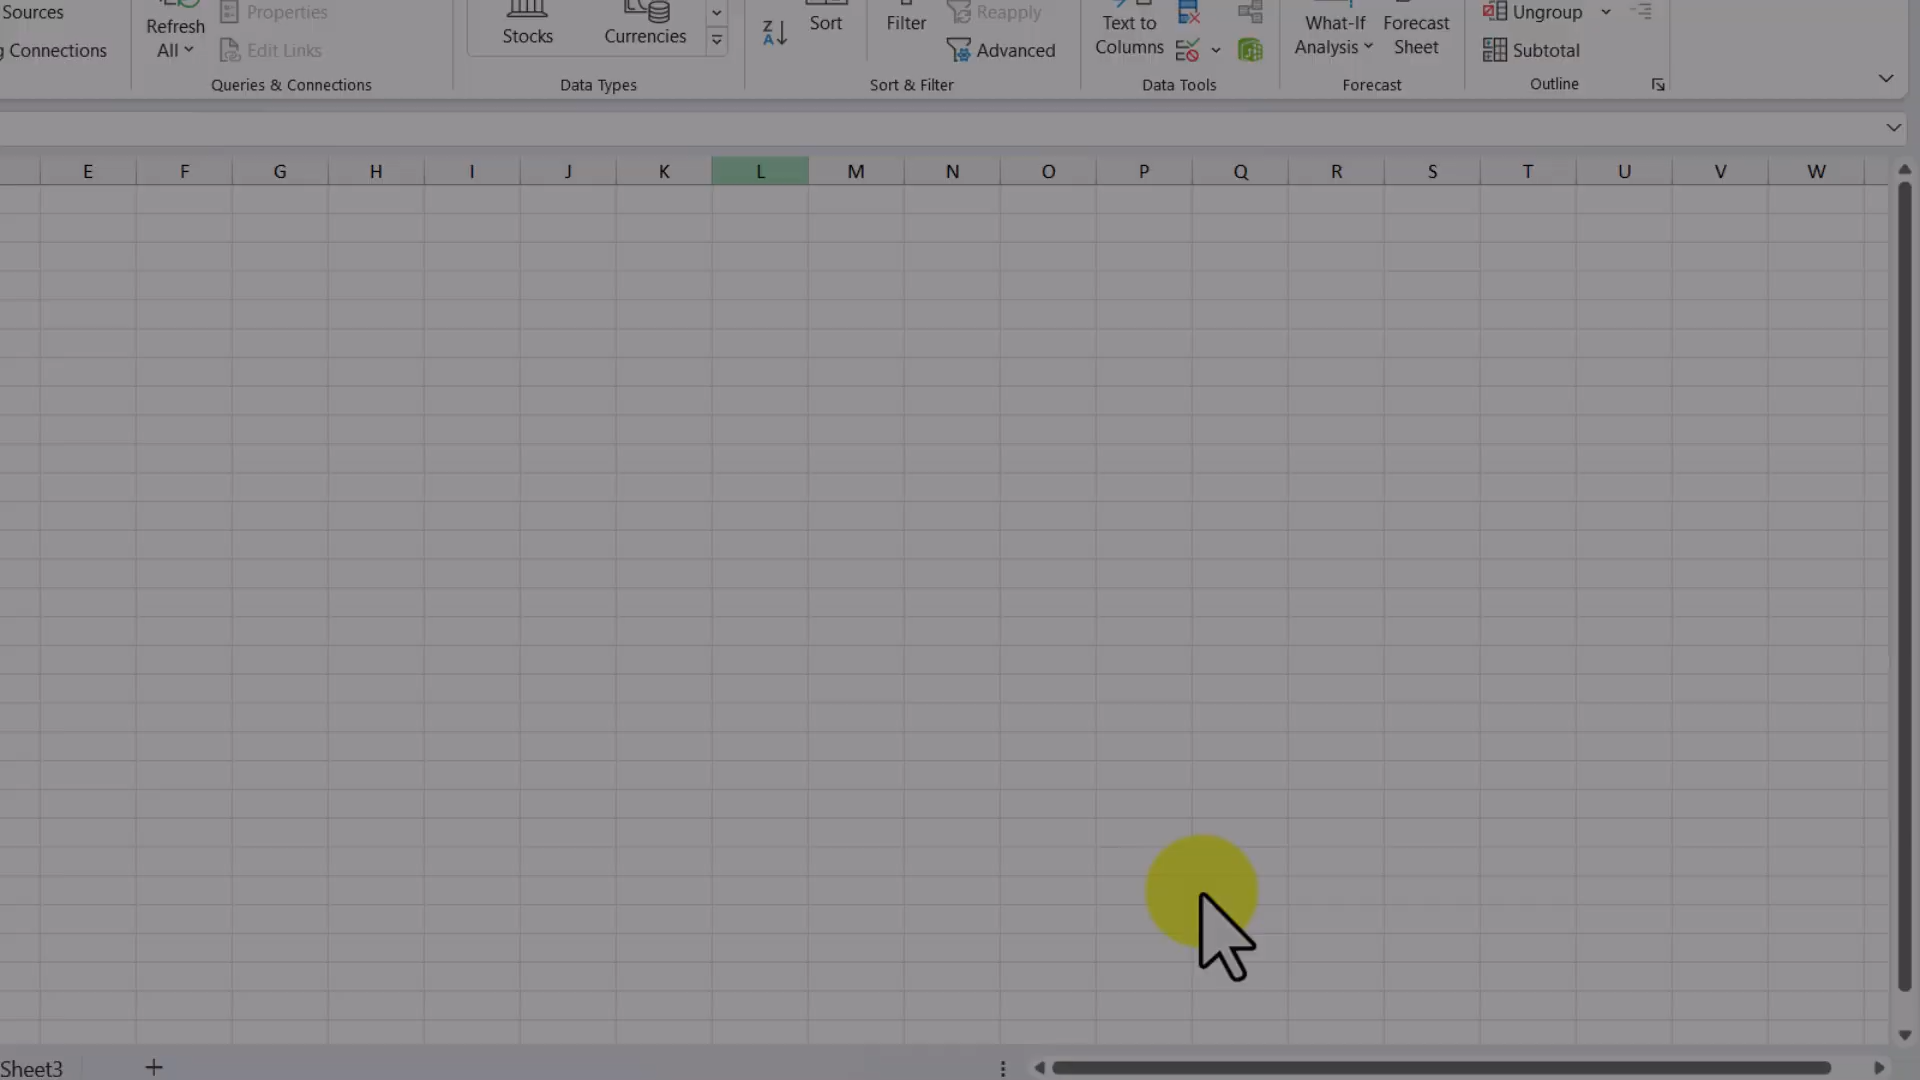 Sources
g Connections
Refresh
All
Properties
Edit Links
Queries & Connections
Stocks
Currencies
Data Types
Z
A
Sort
Filter
Reapply
Advanced
Sort & Filter
Text to
Columns
Data Tools
What-If
Analysis
Forecast
Sheet
Forecast
Ungroup
Subtotal
Outline
E F G H I J K L M N O P Q R S T U V W
Sheet3